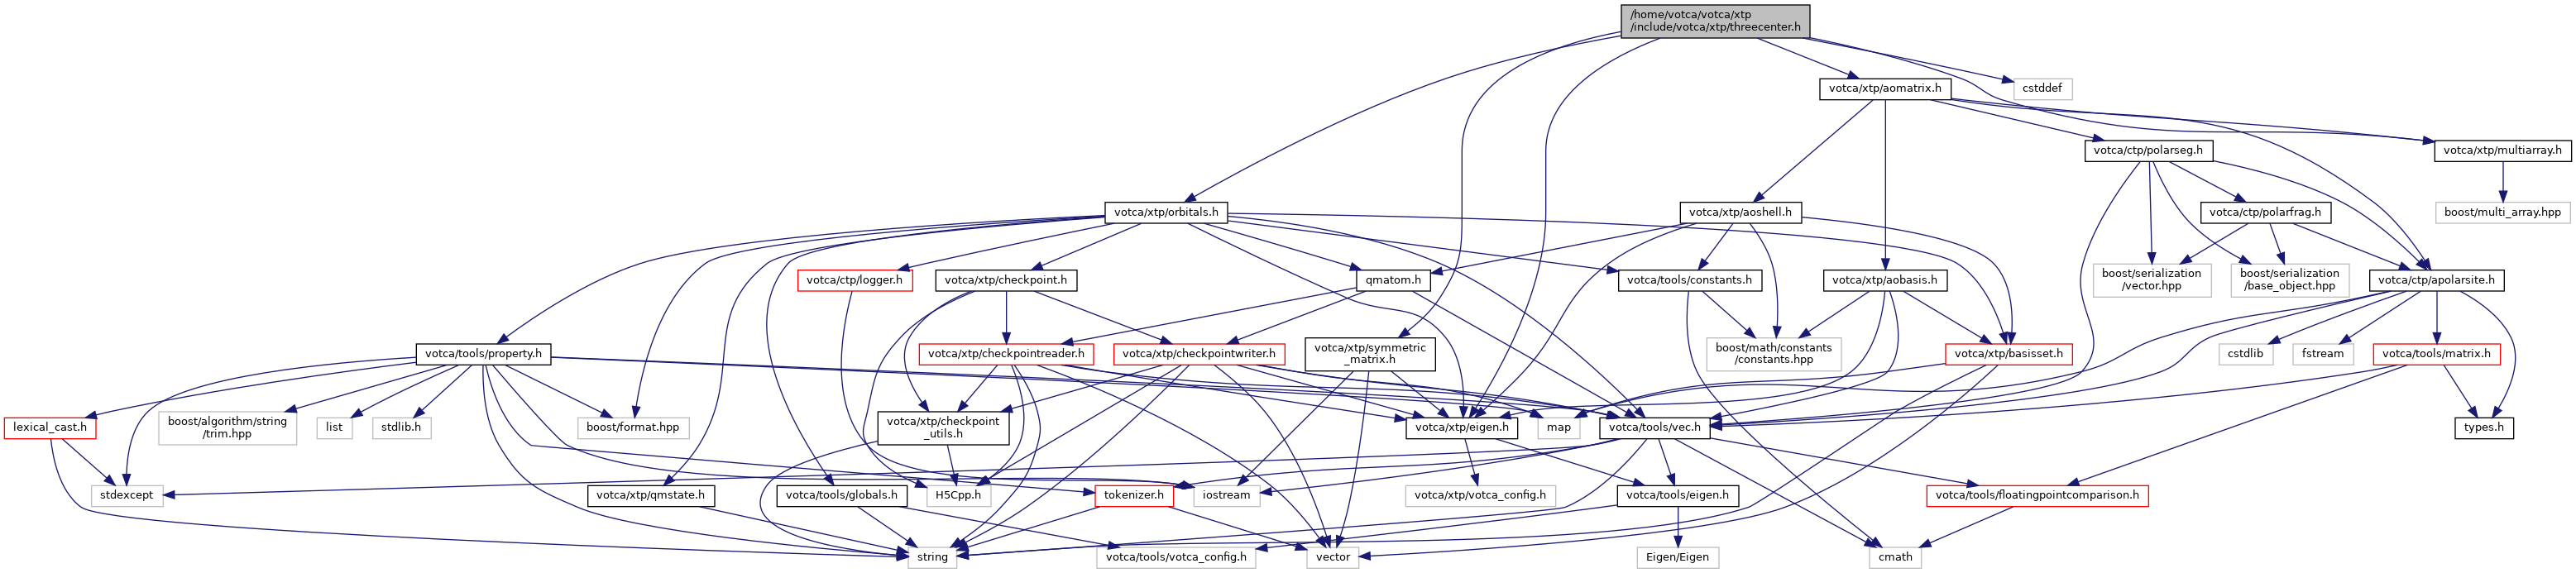 /home/votca/votca/xtp
/include/votca/xtp/threecenter.h
votca/xtp/aomatrix.h
cstddef
votca/ctp/polarseg.h
votca/xtp/multiarray.h
votca/xtp/orbitals.h
votca/xtp/aoshell.h
votca/ctp/polarfrag.h
boost/multi_array.hpp
votca/ctp/logger.h
votca/xtp/checkpoint.h
qmatom.h
votca/tools/constants.h
votca/xtp/aobasis.h
boost/serialization
/vector.hpp
boost/serialization
/base_object.hpp
votca/ctp/apolarsite.h
votca/tools/property.h
votca/xtp/checkpointreader.h
votca/xtp/checkpointwriter.h
votca/xtp/symmetric
_matrix.h
boost/math/constants
/constants.hpp
votca/xtp/basisset.h
cstdlib
fstream
votca/tools/matrix.h
lexical_cast.h
boost/algorithm/string
/trim.hpp
list
stdlib.h
boost/format.hpp
votca/xtp/checkpoint
_utils.h
votca/xtp/eigen.h
map
votca/tools/vec.h
types.h
stdexcept
votca/xtp/qmstate.h
votca/tools/globals.h
H5Cpp.h
tokenizer.h
iostream
votca/xtp/votca_config.h
votca/tools/eigen.h
votca/tools/floatingpointcomparison.h
string
votca/tools/votca_config.h
vector
Eigen/Eigen
cmath